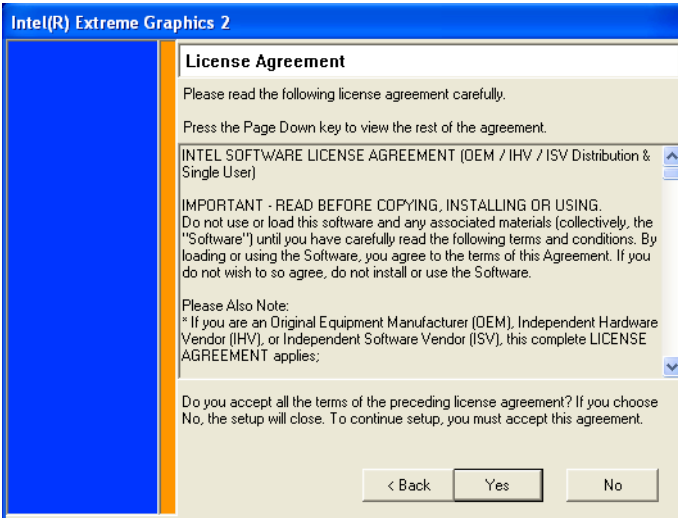 Intel(R) Extreme Graphics 2
License Agreement
Please read the following license agreement carefully.
Press the Page Down key to view the rest of the agreement.
INTEL SOFTWARE LICENSE AGREEMENT (OEM / IHV / ISV Distribution &
Single User)
IMPORTANT - READ BEFORE COPYING, INSTALLING OR USING.
Do not use or load this software and any associated materials (collectively, the
"Software") until you have carefully read the following terms and conditions. By
loading or using the Software, you agree to the terms of this Agreement. If you
do not wish to so agree, do not install or use the Software.
Please Also Note:
* If you are an Original Equipment Manufacturer (OEM), Independent Hardware
Vendor (IHV), or Independent Software Vendor (ISV), this complete LICENSE
AGREEMENT applies;
Do you accept all the terms of the preceding license agreement? If you choose
No, the setup will close. To continue setup, you must accept this agreement.
< Back Yes No